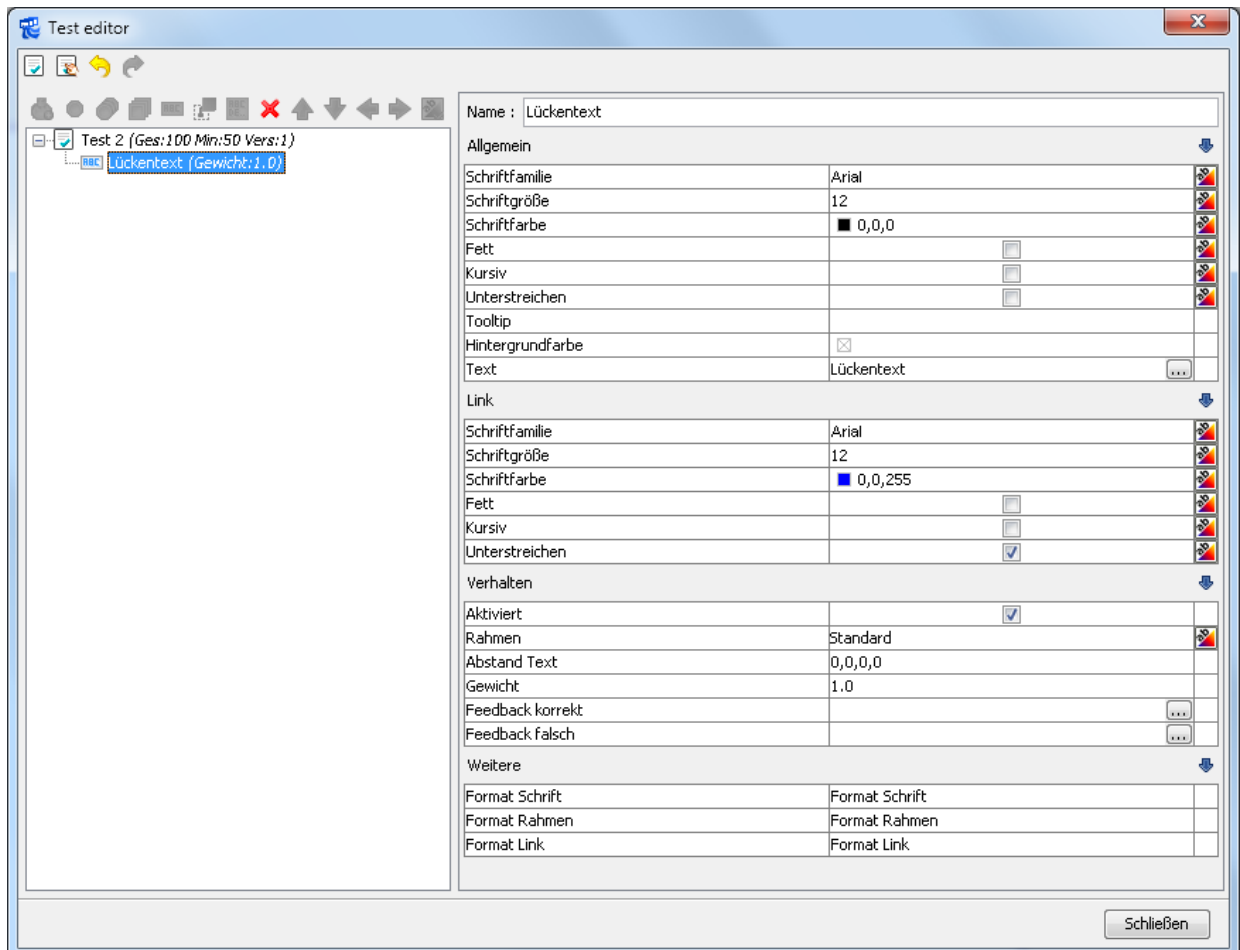 Test editor
Name : Lückentext
Test 2 (Ges:100 Min:50 Vers:1)
ABC Lückentext (Gewicht:1.0)
Allgemein
Schriftfamilie Arial
Schriftgröße 12
Schriftfarbe 0,0,0
Fett
Kursiv
Unterstreichen
Tooltip
Hintergrundfarbe
Text Lückentext ...
Link
Schriftfamilie Arial
Schriftgröße 12
Schriftfarbe 0,0,255
Fett
Kursiv
Unterstreichen
Verhalten
Aktiviert
Rahmen Standard
Abstand Text 0,0,0,0
Gewicht 1.0
Feedback korrekt ...
Feedback falsch ...
Weitere
Format Schrift Format Schrift
Format Rahmen Format Rahmen
Format Link Format Link
Schließen